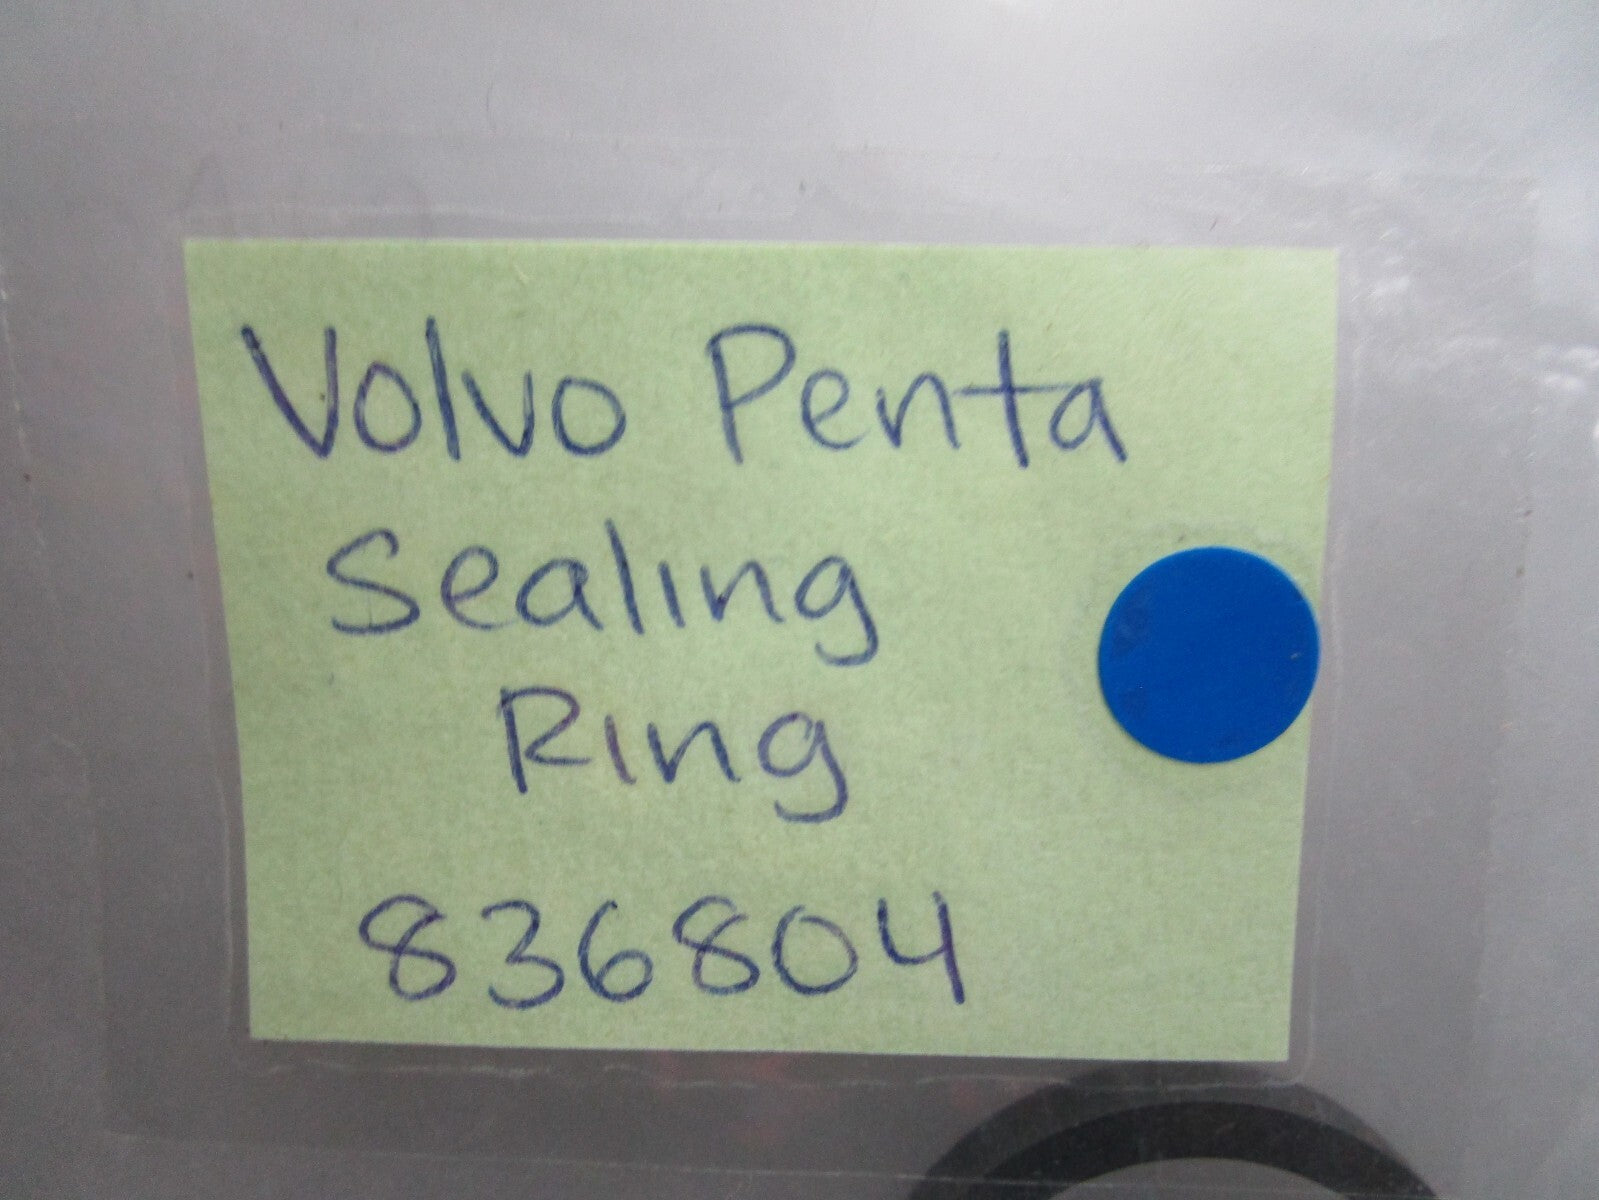 Volvo Penta
Sealing
Ring
836804